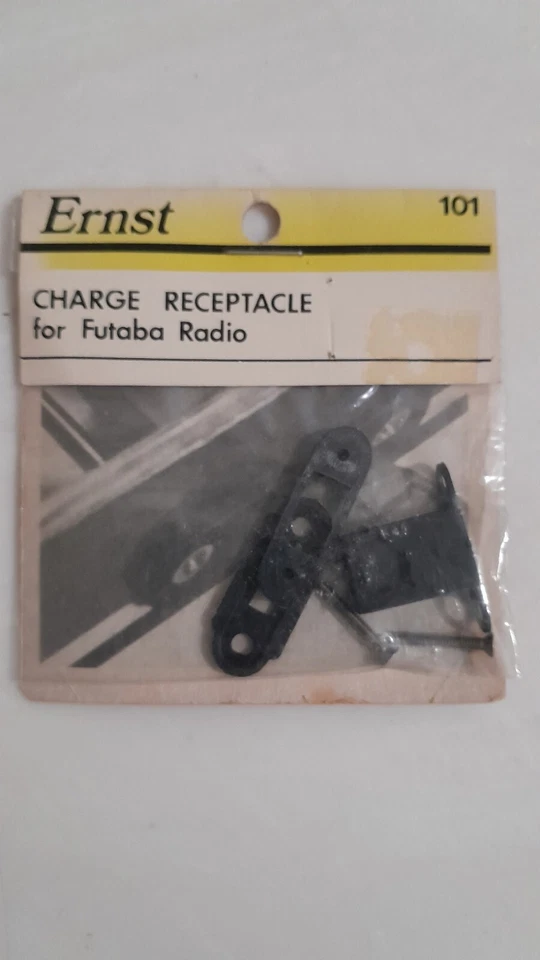 Ernst 101
CHARGE RECEPTACLE
for Futaba Radio